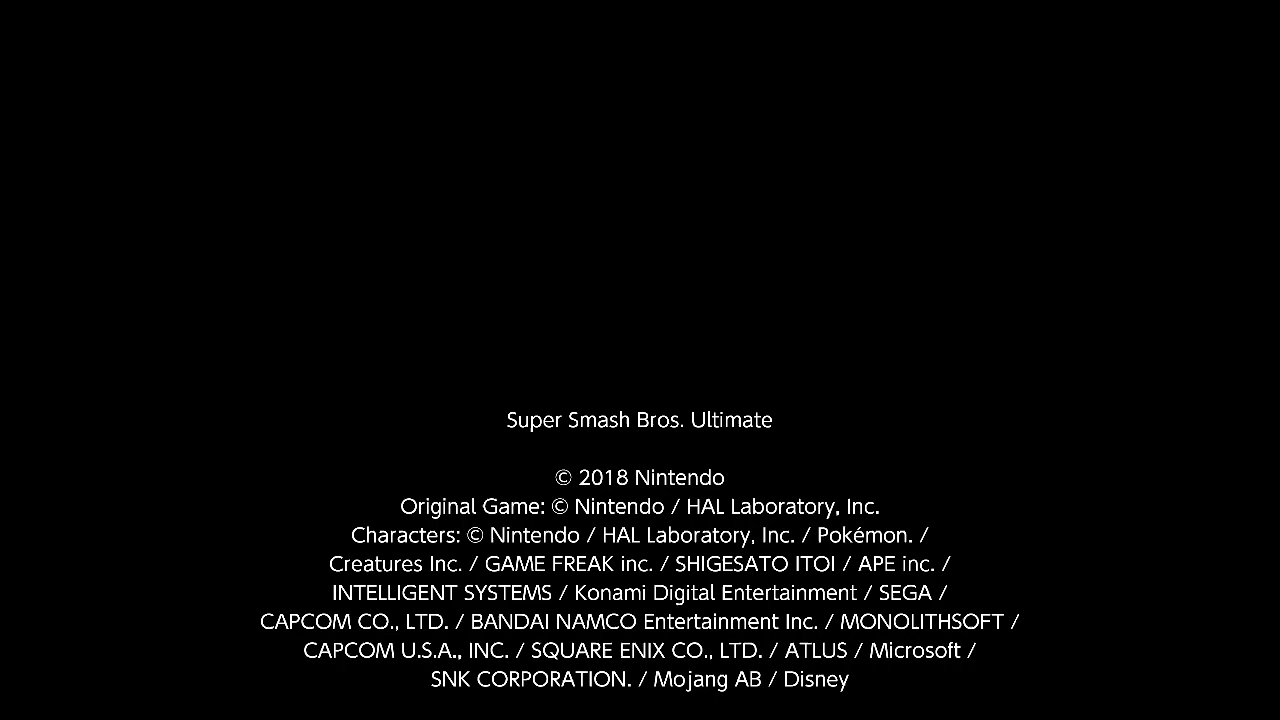 Super Smash Bros. Ultimate
© 2018 Nintendo
Original Game: © Nintendo / HAL Laboratory, Inc.
Characters: © Nintendo / HAL Laboratory, Inc. / Pokémon. /
Creatures Inc. / GAME FREAK inc. / SHIGESATO ITOI / APE inc. /
INTELLIGENT SYSTEMS / Konami Digital Entertainment / SEGA /
CAPCOM CO., LTD. / BANDAI NAMCO Entertainment Inc. / MONOLITHSOFT /
CAPCOM U.S.A., INC. / SQUARE ENIX CO., LTD. / ATLUS / Microsoft /
SNK CORPORATION. / Mojang AB / Disney